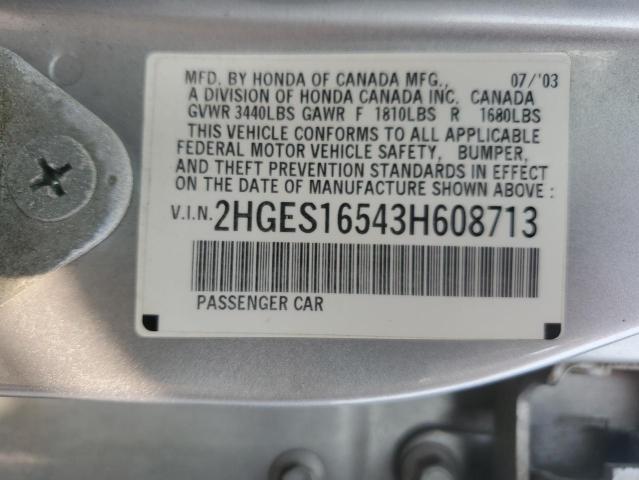 MFD. BY HONDA OF CANADA MFG., 07/'03
A DIVISION OF HONDA CANADA INC. CANADA
GVWR 3440LBS GAWR F 1810LBS R 1680LBS
THIS VEHICLE CONFORMS TO ALL APPLICABLE
FEDERAL MOTOR VEHICLE SAFETY, BUMPER,
AND THEFT PREVENTION STANDARDS IN EFFECT
ON THE DATE OF MANUFACTURE SHOWN ABOVE :
V.I.N. 2HGES16543H608713
PASSENGER CAR